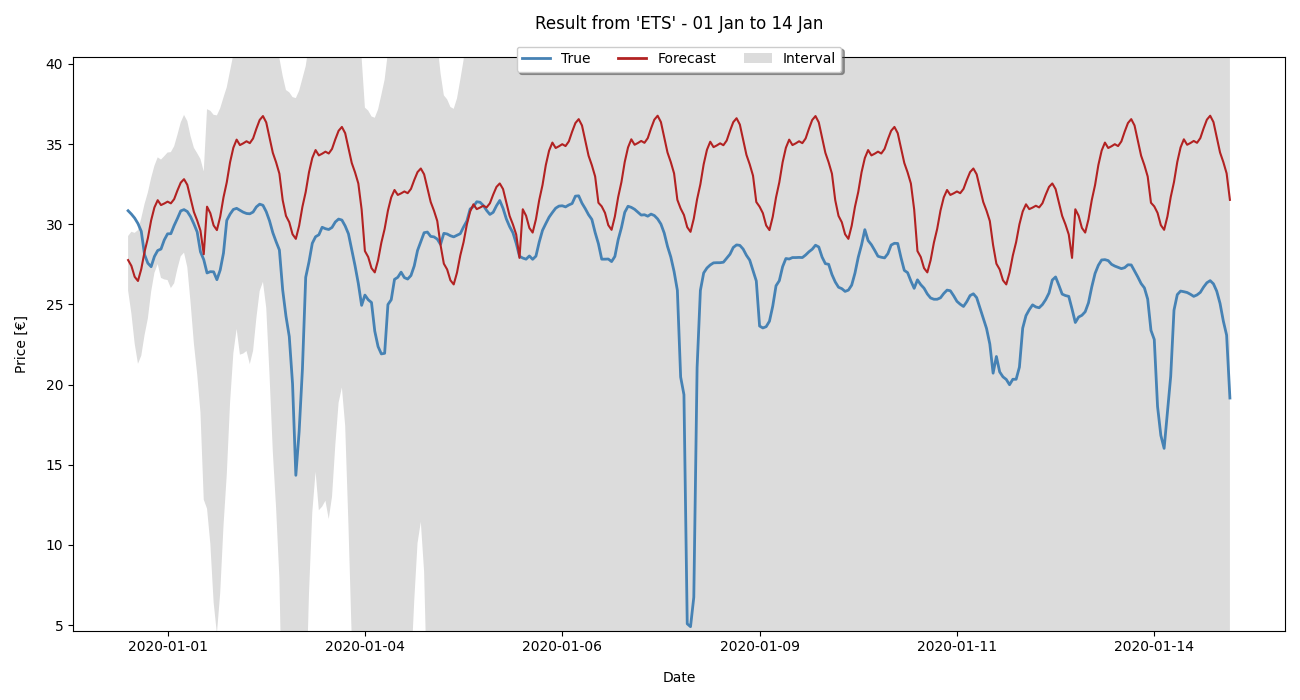 Result from 'ETS' - 01 Jan to 14 Jan
True Forecast Interval
40
35
30
25
20
15
10
5
Price [€]
2020-01-01 2020-01-04 2020-01-06 2020-01-09 2020-01-11 2020-01-14
Date